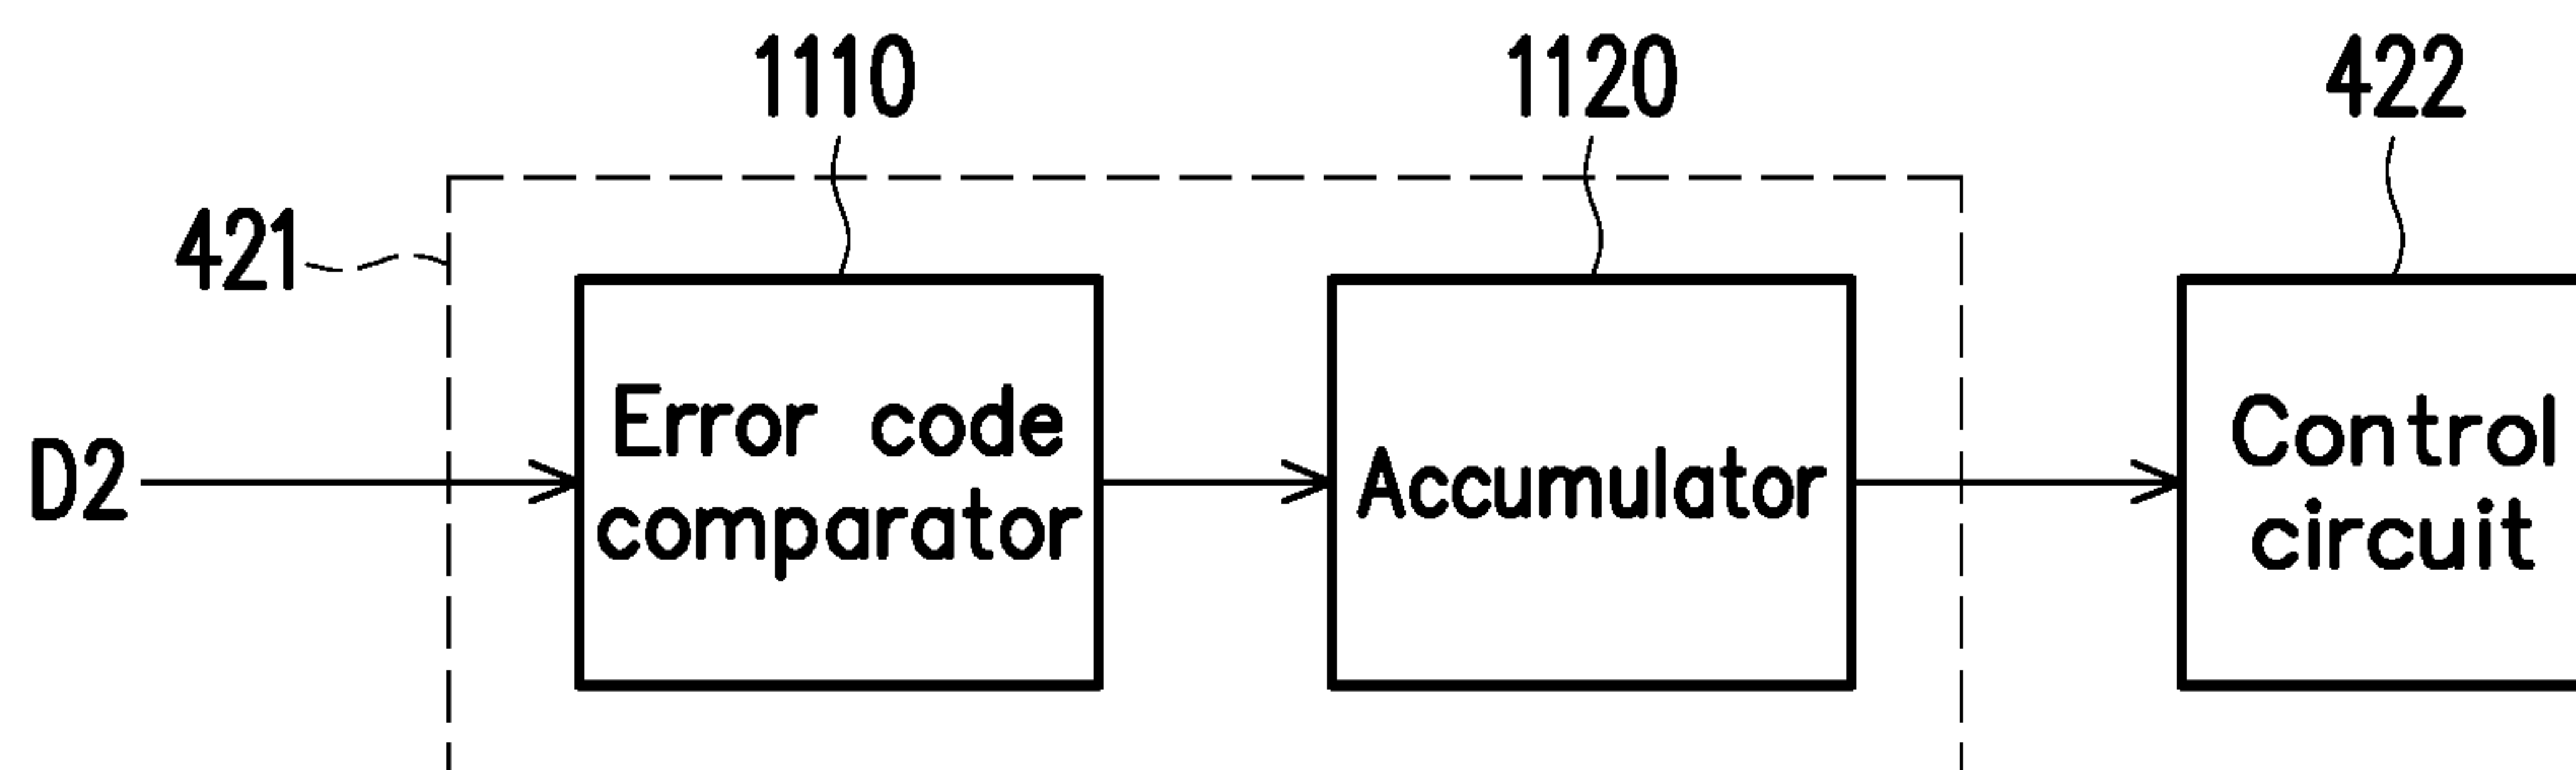 1110
1120
422
421
D2
Error code
comparator
Accumulator
Control
circuit